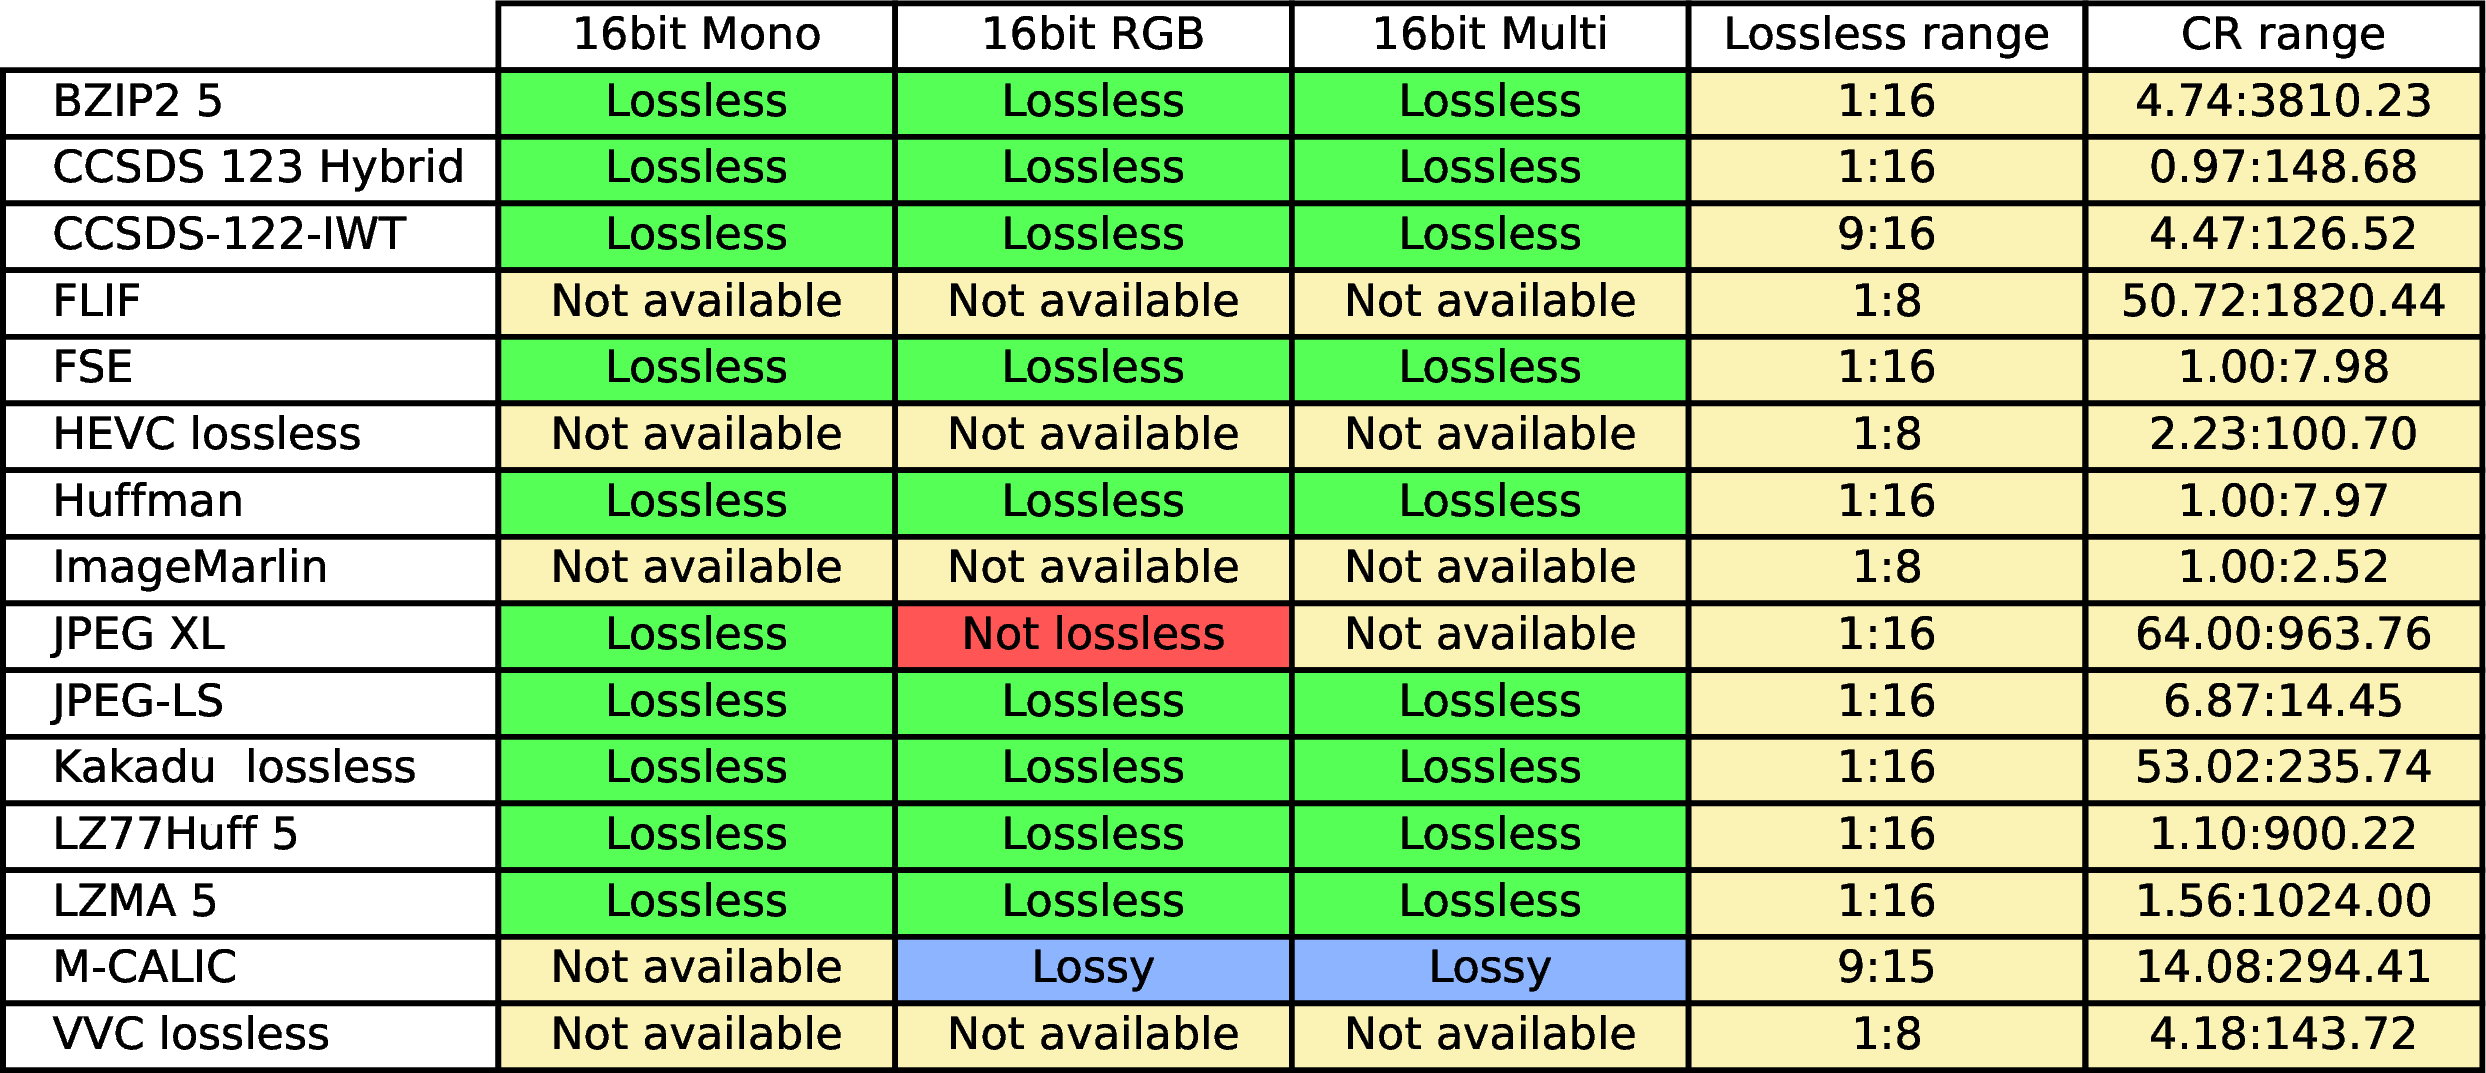 16bit Mono 16bit RGB 16bit Multi Lossless range CR range
BZIP2 5 Lossless Lossless Lossless 1:16 4.74:3810.23
CCSDS 123 Hybrid Lossless Lossless Lossless 1:16 0.97:148.68
CCSDS-122-IWT Lossless Lossless Lossless 9:16 4.47:126.52
FLIF Not available Not available Not available 1:8 50.72:1820.44
FSE Lossless Lossless Lossless 1:16 1.00:7.98
HEVC lossless Not available Not available Not available 1:8 2.23:100.70
Huffman Lossless Lossless Lossless 1:16 1.00:7.97
ImageMarlin Not available Not available Not available 1:8 1.00:2.52
JPEG XL Lossless Not lossless Not available 1:16 64.00:963.76
JPEG-LS Lossless Lossless Lossless 1:16 6.87:14.45
Kakadu  lossless Lossless Lossless Lossless 1:16 53.02:235.74
LZ77Huff 5 Lossless Lossless Lossless 1:16 1.10:900.22
LZMA 5 Lossless Lossless Lossless 1:16 1.56:1024.00
M-CALIC Not available Lossy Lossy 9:15 14.08:294.41
VVC lossless Not available Not available Not available 1:8 4.18:143.72